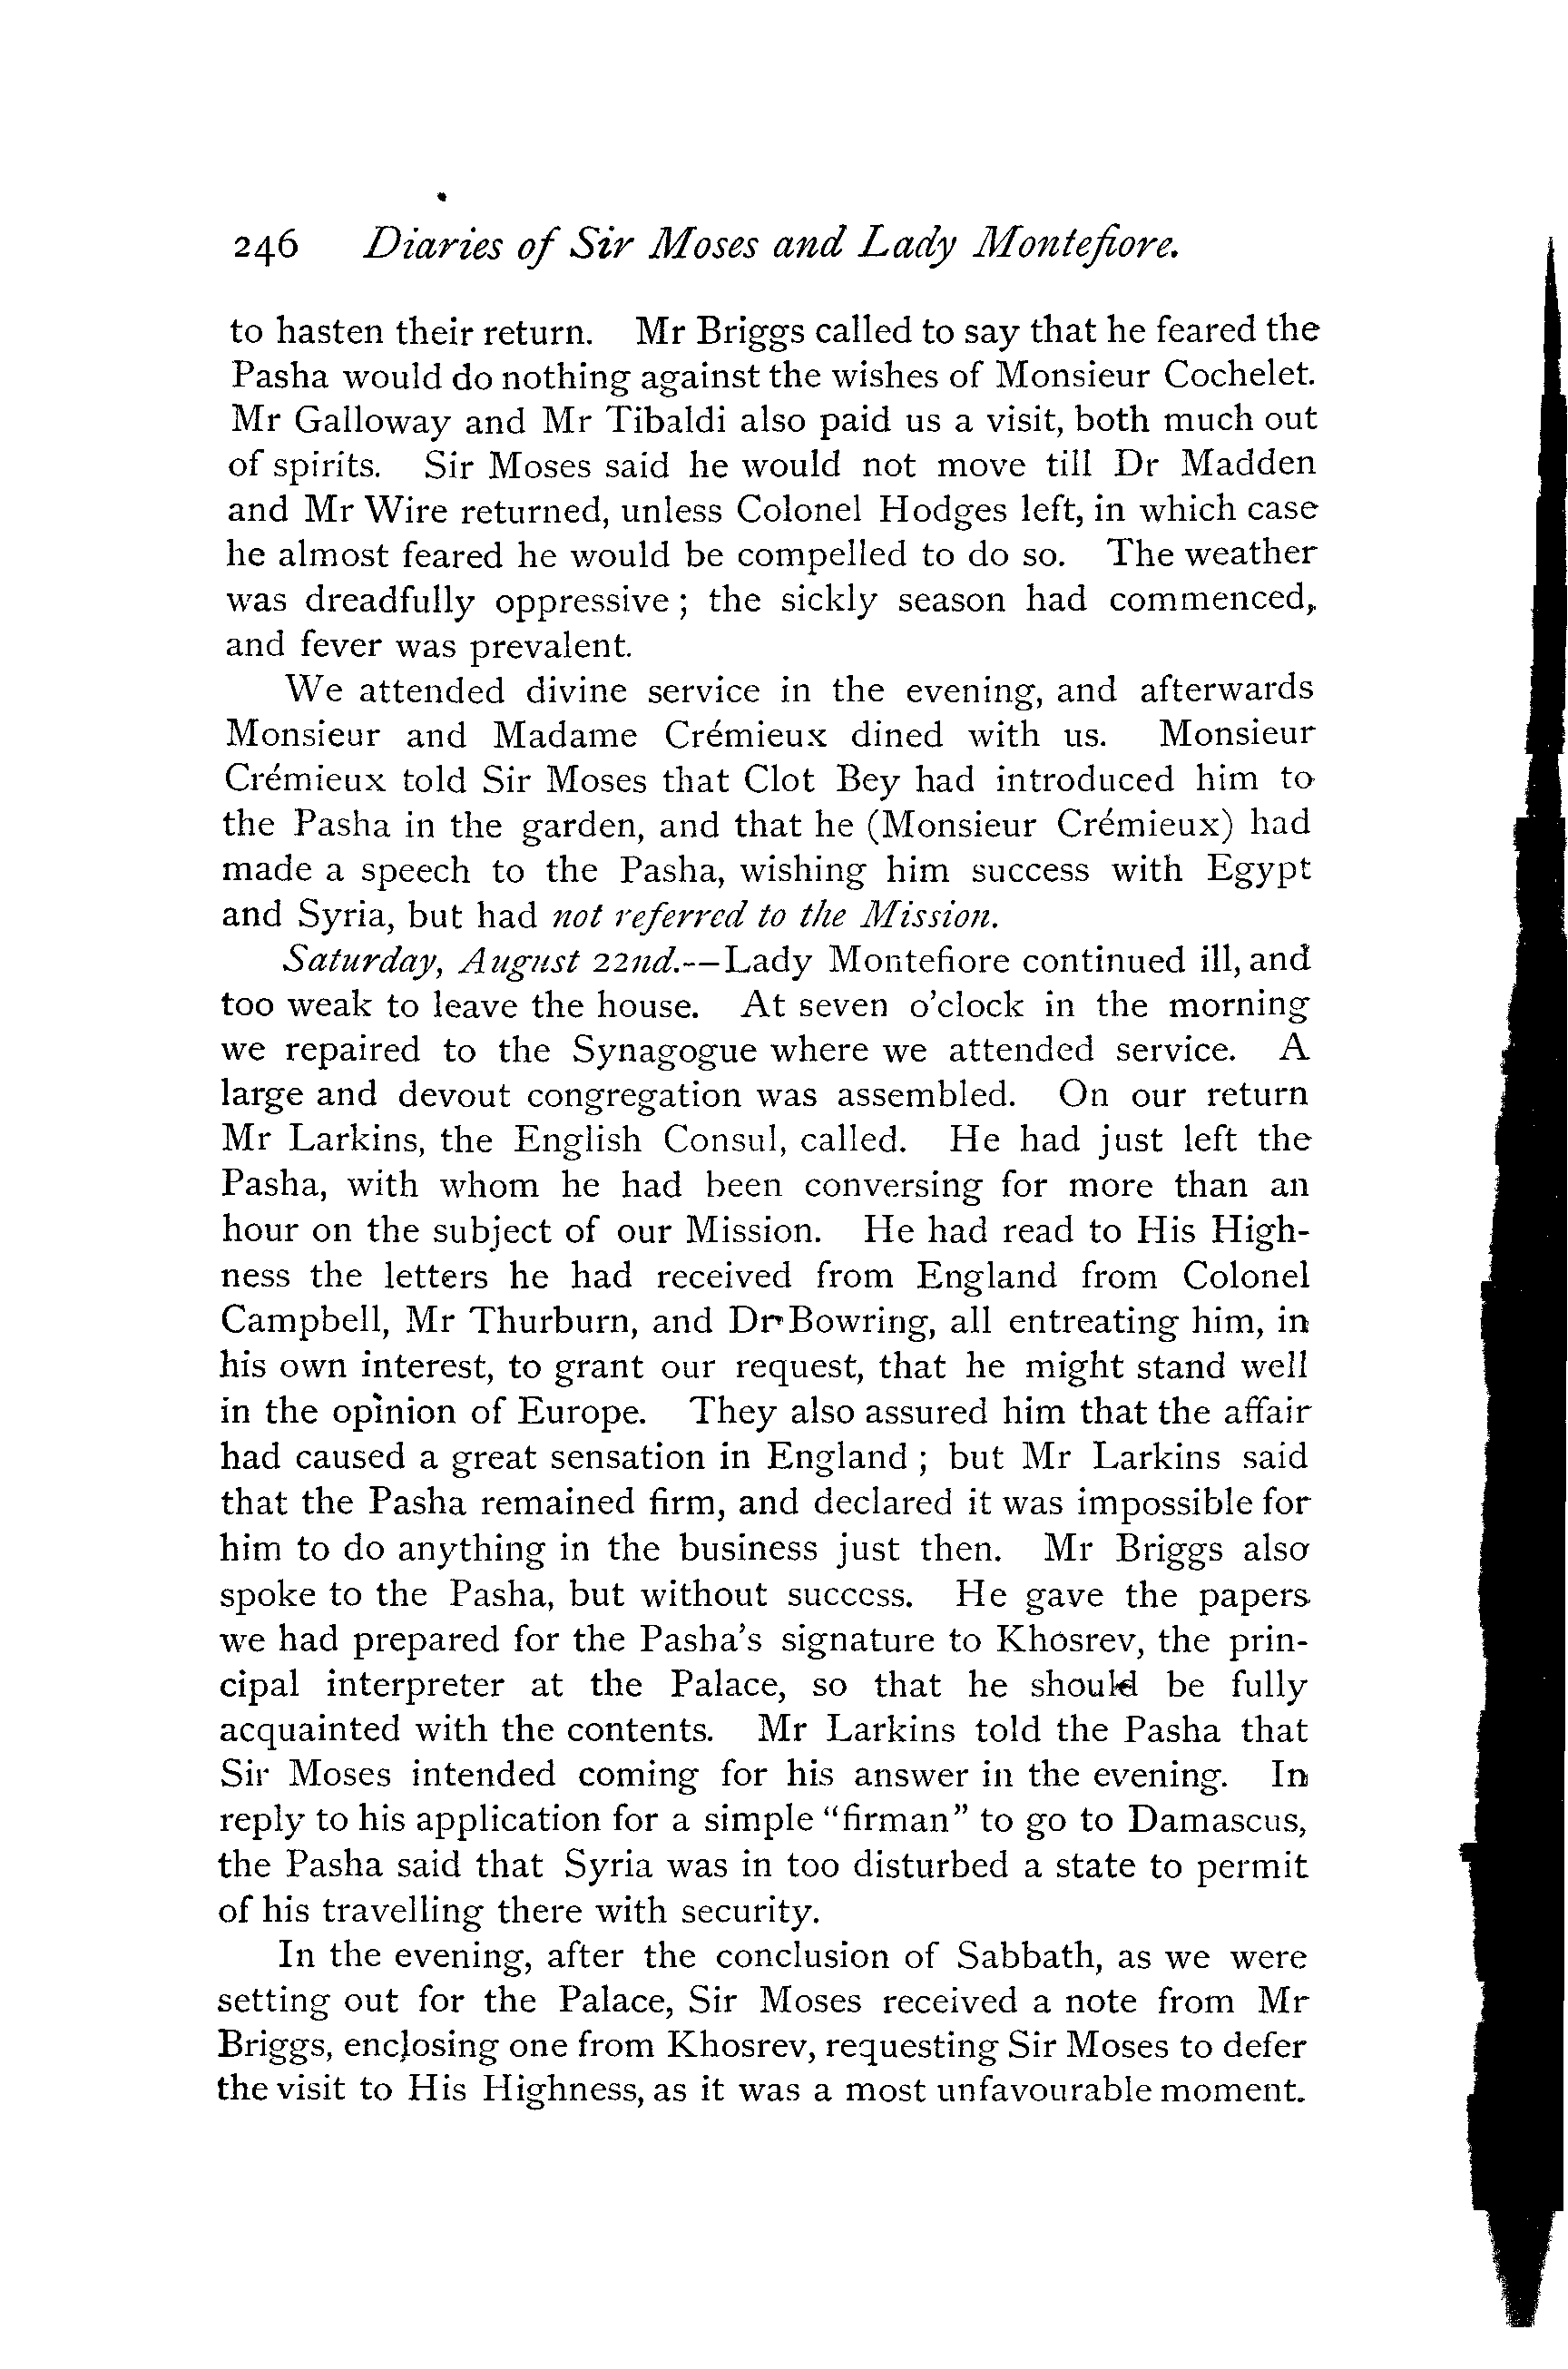 246 Diaries of Sir Moses and Lady Montefiore.
to hasten their return. Mr Briggs called to say that he feared the
Pasha would do nothing against the wishes of Monsieur Cochelet.
Mr Galloway and Mr Tibaldi also paid us a visit, both much out
of spirits. Sir Moses said he would not move till Dr Madden
and Mr Wire returned, unless Colonel Hodges left, in which case
he almost feared he would be compelled to do so. The weather
was dreadfully oppressive; the sickly season had commenced,
and fever was prevalent.
We attended divine service in the evening, and afterwards
Monsieur and Madame Crémieux dined with us. Monsieur
Crémieux told Sir Moses that Clot Bey had introduced him to
the Pasha in the garden, and that he (Monsieur Crémieux) had
made a speech to the Pasha, wishing him success with Egypt
and Syria, but had not referred to the Mission.
Saturday, August 22nd.--Lady Montefiore continued ill, and
too weak to leave the house. At seven o'clock in the morning
we repaired to the Synagogue where we attended service. A
large and devout congregation was assembled. On our return
Mr Larkins, the English Consul, called. He had just left the
Pasha, with whom he had been conversing for more than an
hour on the subject of our Mission. He had read to His High-
ness the letters he had received from England from Colonel
Campbell, Mr Thurburn, and Dr Bowring, all entreating him, in
his own interest, to grant our request, that he might stand well
in the opinion of Europe. They also assured him that the affair
had caused a great sensation in England; but Mr Larkins said
that the Pasha remained firm, and declared it was impossible for
him to do anything in the business just then. Mr Briggs also
spoke to the Pasha, but without success. He gave the papers
we had prepared for the Pasha's signature to Khosrev, the prin-
cipal interpreter at the Palace, so that he should be fully
acquainted with the contents. Mr Larkins told the Pasha that
Sir Moses intended coming for his answer in the evening. In
reply to his application for a simple "firman" to go to Damascus,
the Pasha said that Syria was in too disturbed a state to permit
of his travelling there with security.
In the evening, after the conclusion of Sabbath, as we were
setting out for the Palace, Sir Moses received a note from Mr
Briggs, enclosing one from Khosrev, requesting Sir Moses to defer
the visit to His Highness, as it was a most unfavourable moment.